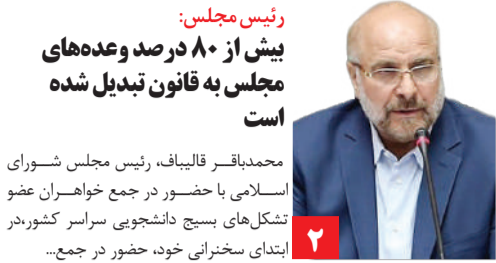 رئیس مجلس:
بیش از ۸۰ درصد وعده‌های
مجلس به قانون تبدیل شده
است
محمدباقر قالیباف، رئیس مجلس شورای
اسلامی با حضور در جمع خواهران عضو
تشکل‌های بسیج دانشجویی سراسر کشور،در
ابتدای سخنرانی خود، حضور در جمع...
۲